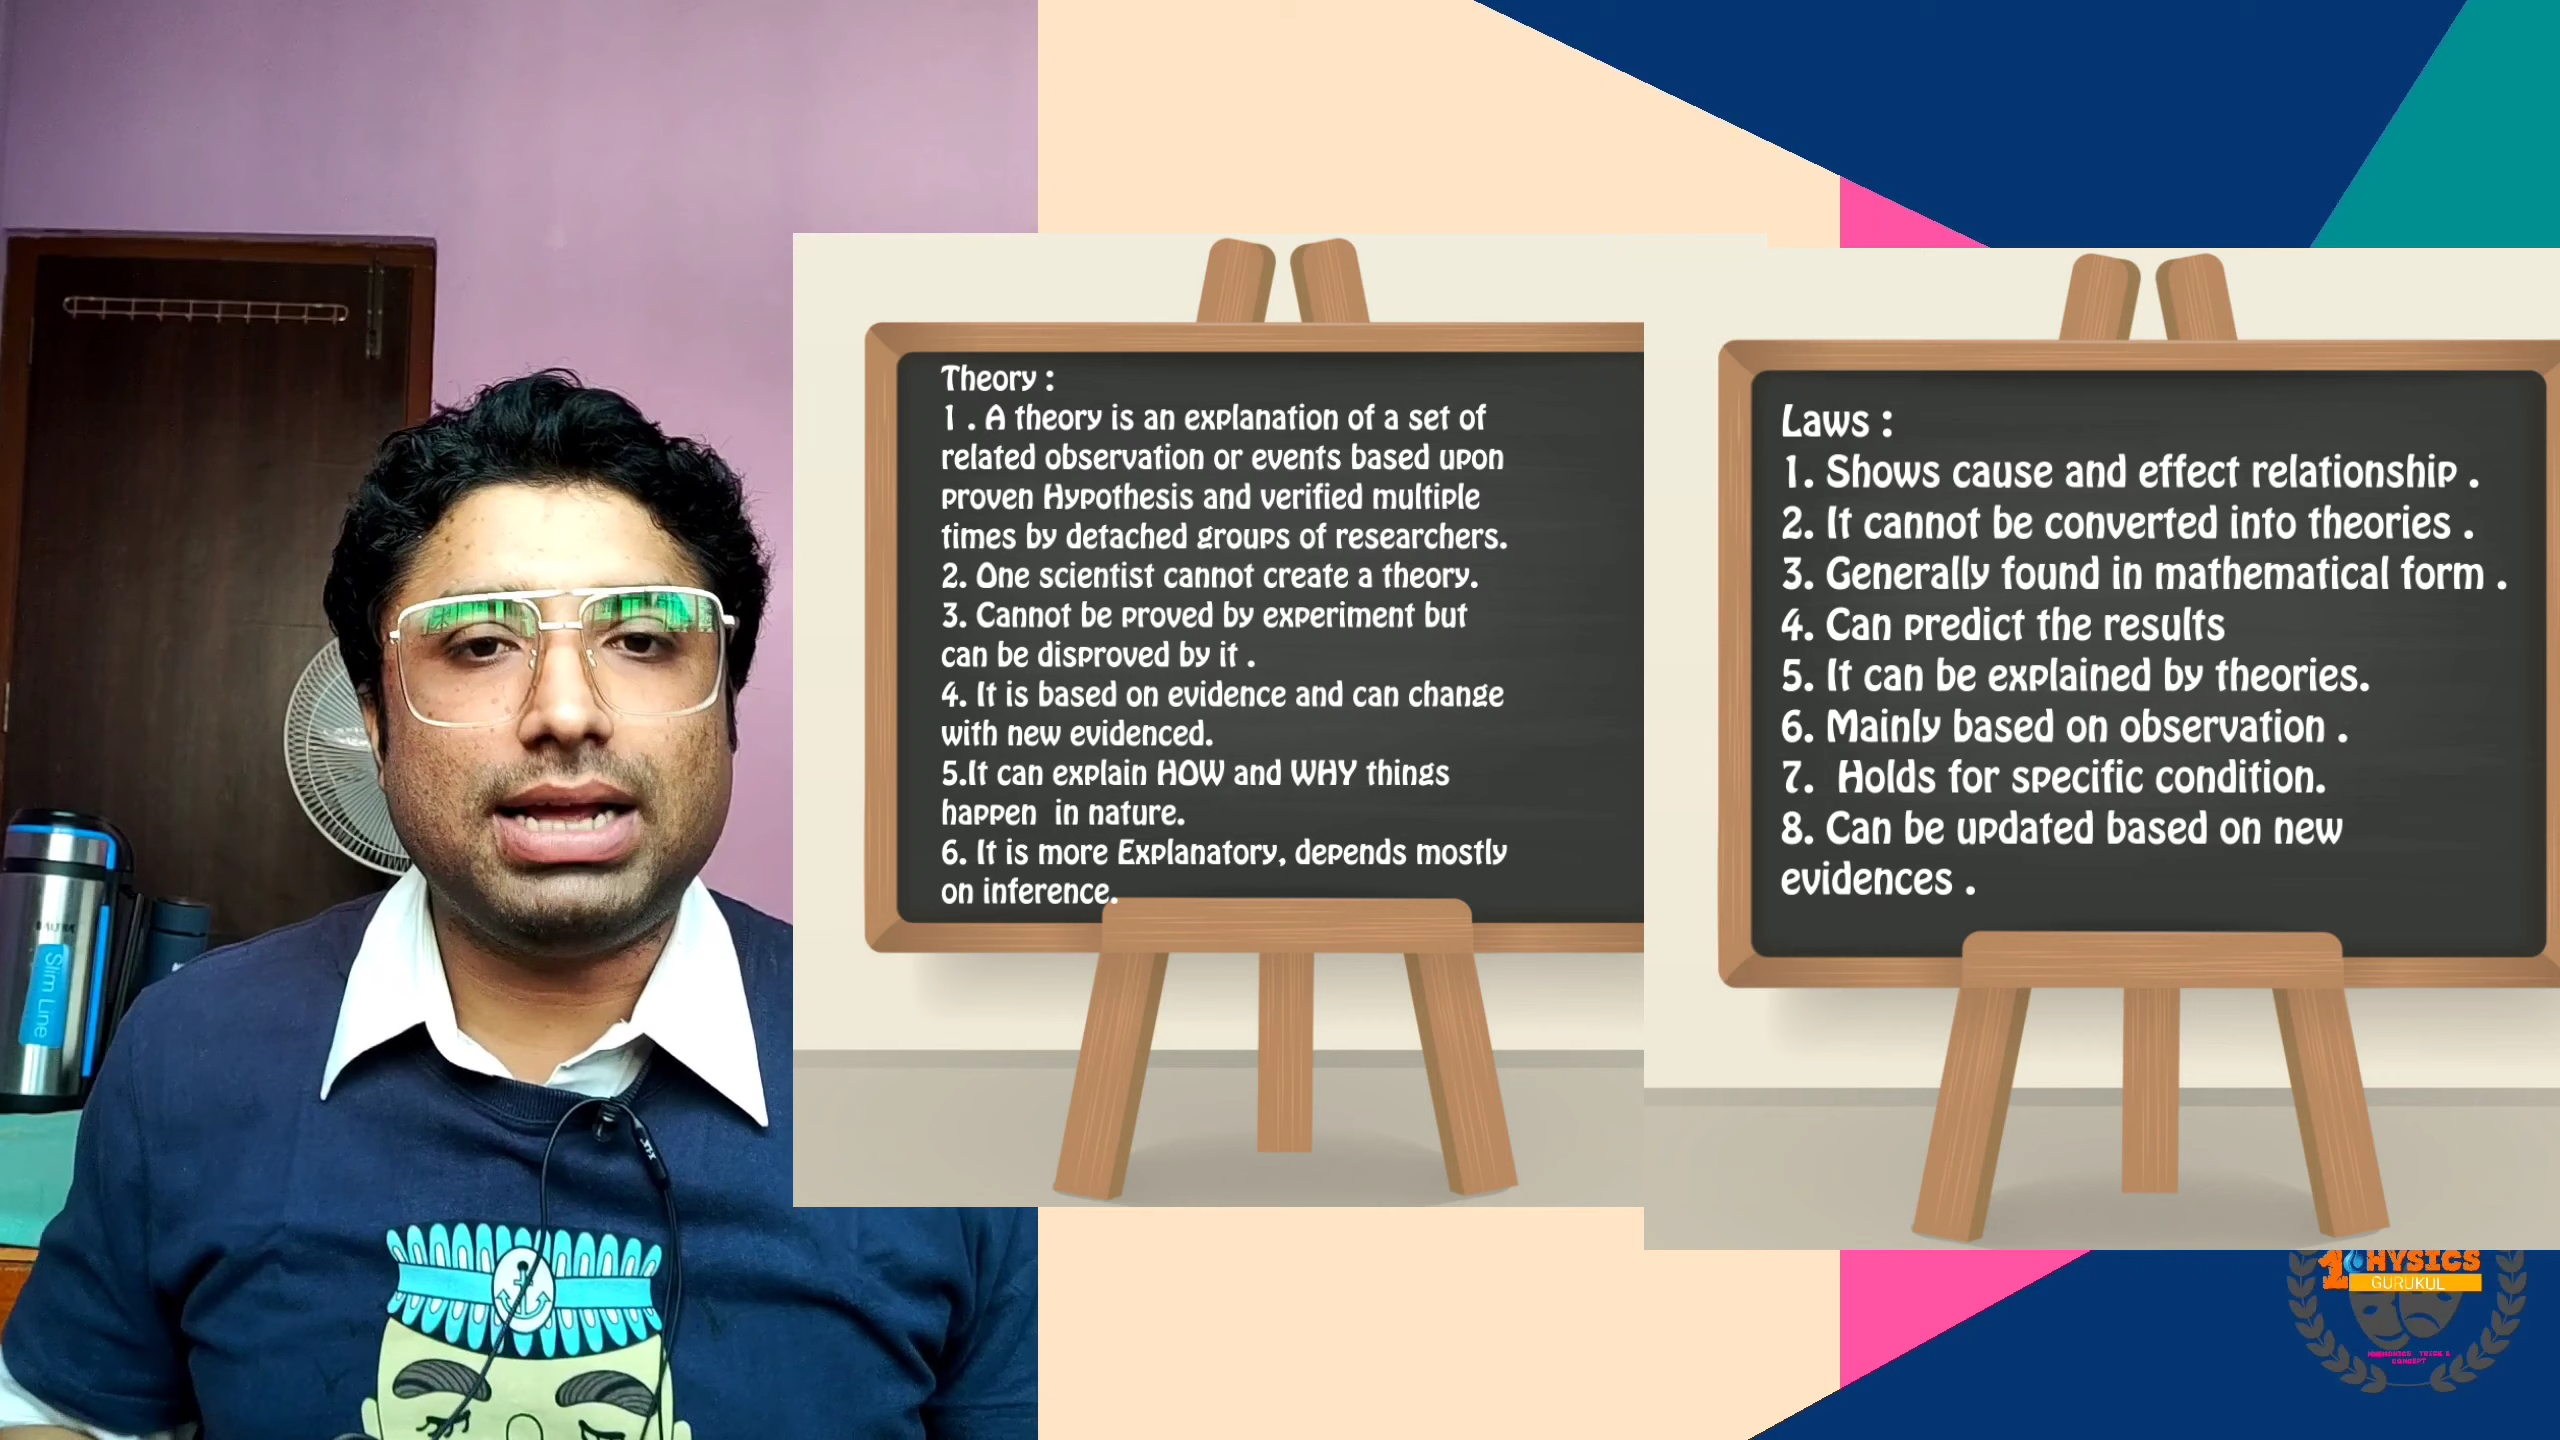 Theory :
1 . A theory is an explanation of a set of
related observation or events based upon
proven Hypothesis and verified multiple
times by detached groups of researchers.
2. One scientist cannot create a theory.
3. Cannot be proved by experiment but
can be disproved by it .
4. It is based on evidence and can change
with new evidenced.
5.It can explain HOW and WHY things
happen in nature.
6. It is more Explanatory, depends mostly
on inference.
Laws :
1. Shows cause and effect relationship .
2. It cannot be converted into theories .
3. Generally found in mathematical form .
4. Can predict the results
5. It can be explained by theories.
6. Mainly based on observation .
7. Holds for specific condition.
8. Can be updated based on new
evidences .
Slim Line
PHYSICS
GURUKUL